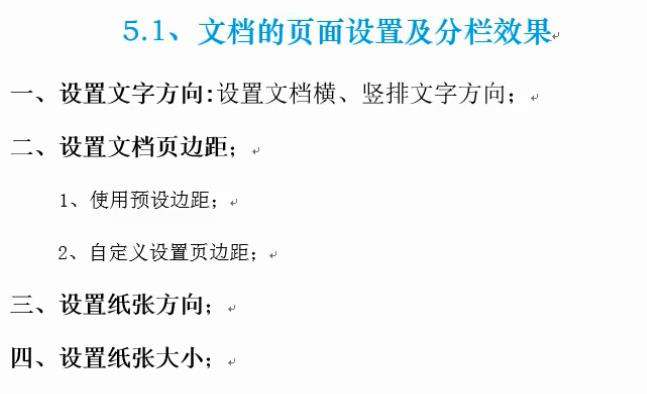 5.1、文档的页面设置及分栏效果
一、设置文字方向:设置文档横、竖排文字方向；
二、设置文档页边距；
1、使用预设边距；
2、自定义设置页边距；
三、设置纸张方向；
四、设置纸张大小；